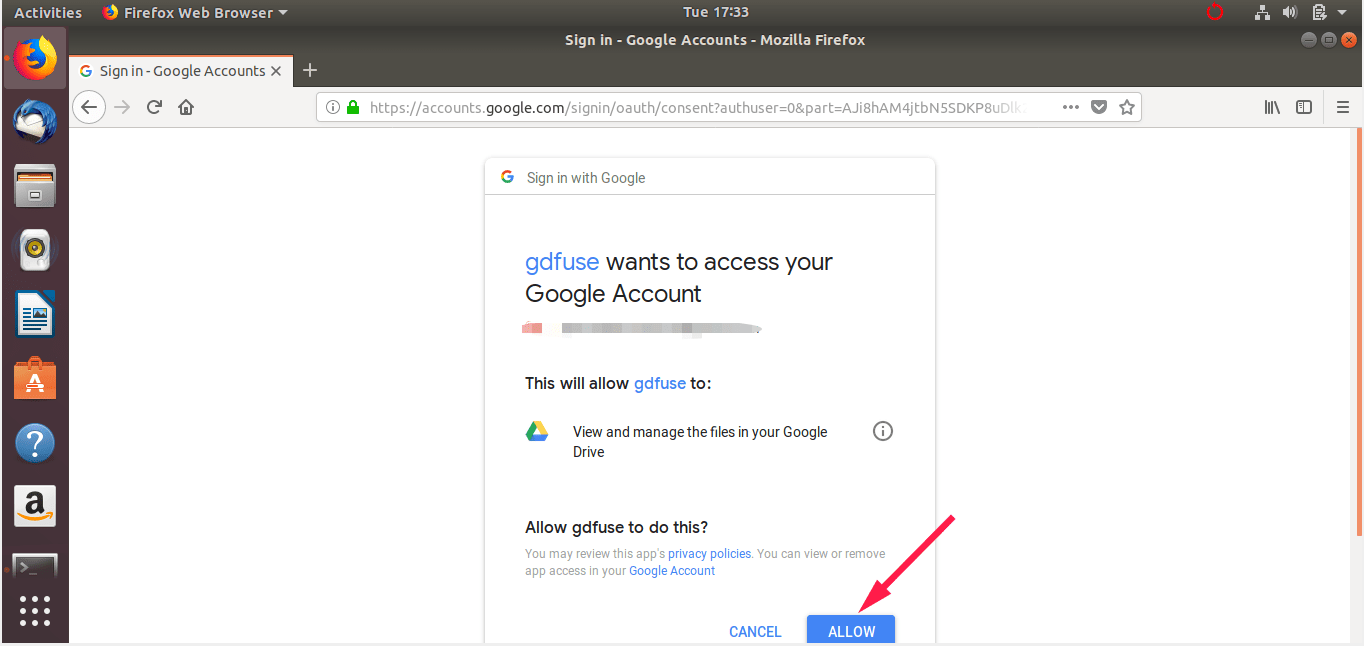 Activities Firefox Web Browser Tue 17:33
Sign in - Google Accounts - Mozilla Firefox
Sign in - Google Accounts
https://accounts.google.com/signin/oauth/consent?authuser=0&part=AJi8hAM4jtbN5SDKP8uDlk
Sign in with Google
gdfuse wants to access your
Google Account
This will allow gdfuse to:
View and manage the files in your Google
Drive
Allow gdfuse to do this?
You may review this app's privacy policies. You can view or remove
app access in your Google Account
CANCEL ALLOW